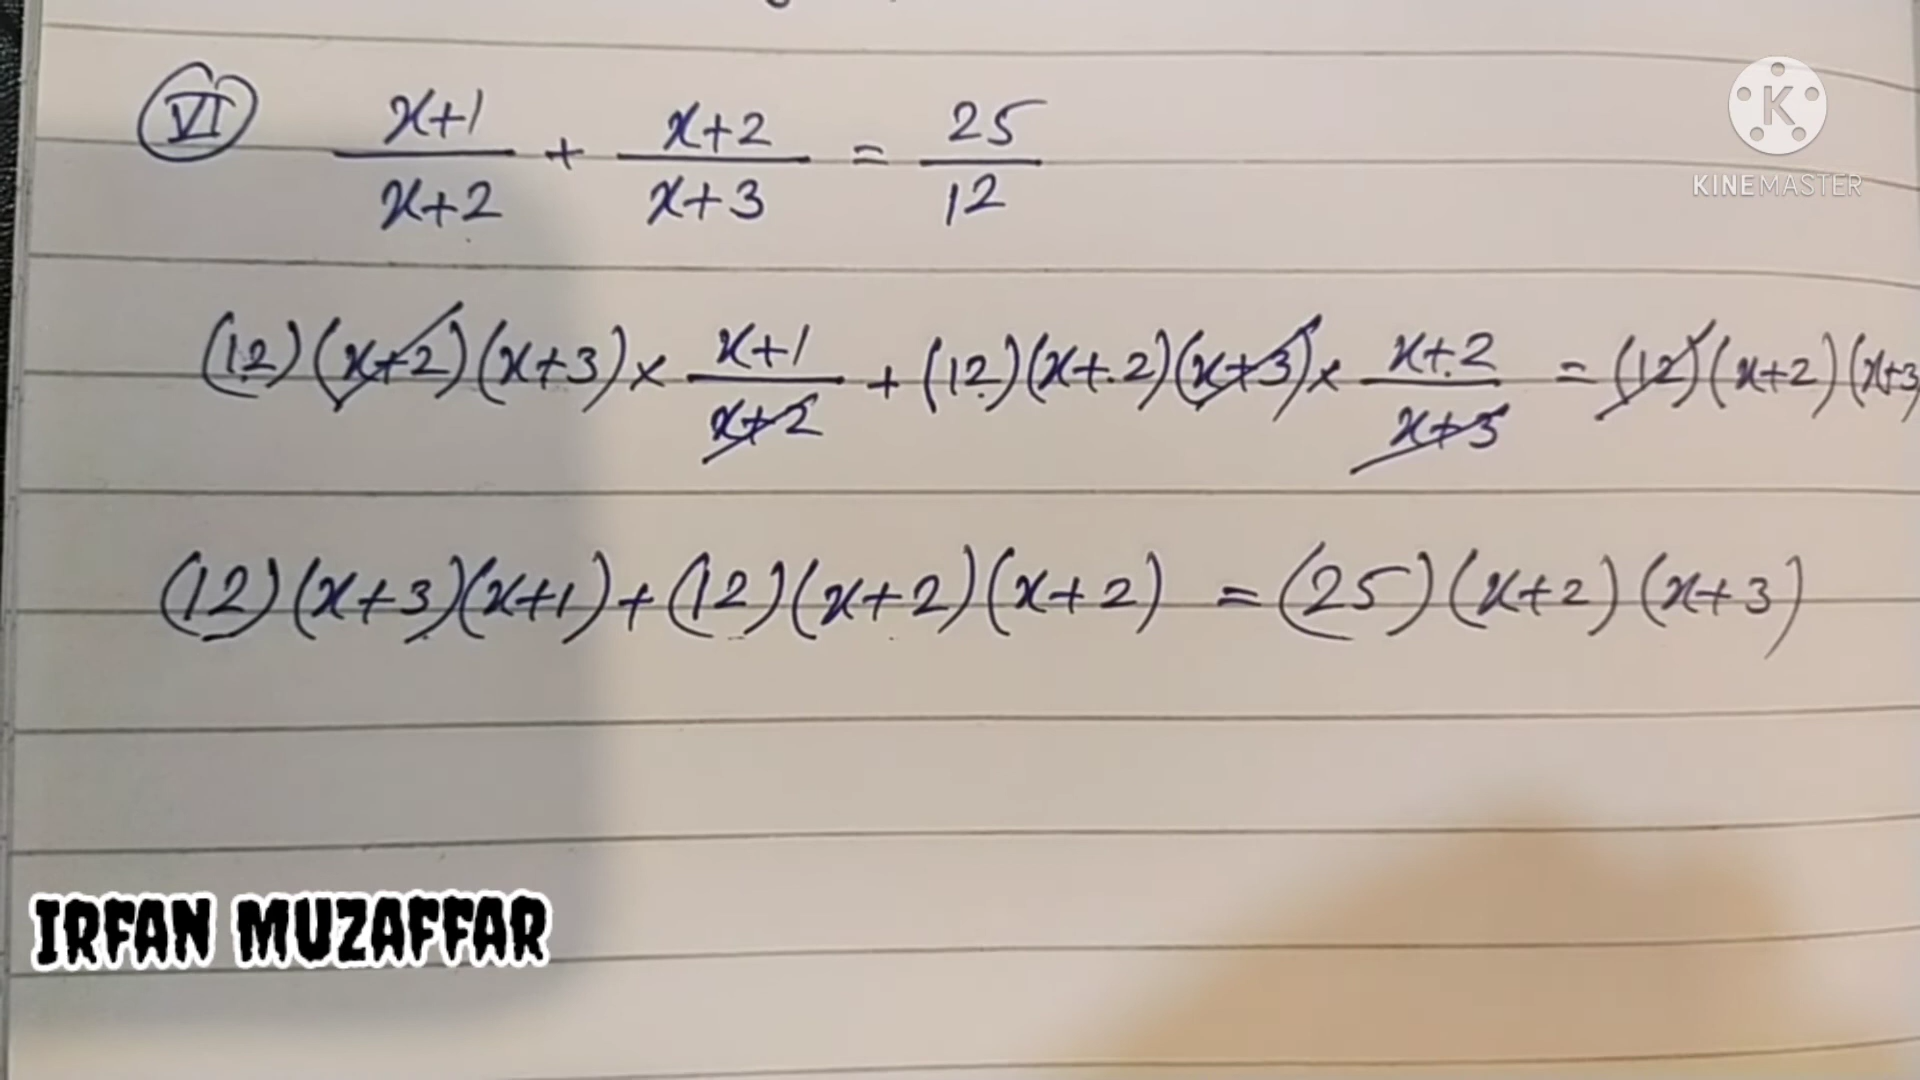 VI x+1/x+2 + x+2/x+3 = 25/12
KINEMASTER
(12)(x+2)(x+3)× x+1/x+2 + (12)(x+2)(x+3)× x+2/x+3 = (12)(x+2)(x+3
(12)(x+3)(x+1)+(12)(x+2)(x+2) = (25)(x+2)(x+3)
IRFAN MUZAFFAR